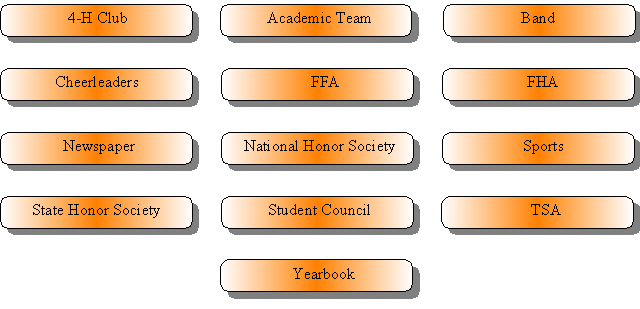 4-H Club
Academic Team
Band
Cheerleaders
FFA
FHA
Newspaper
National Honor Society
Sports
State Honor Society
Student Council
TSA
Yearbook